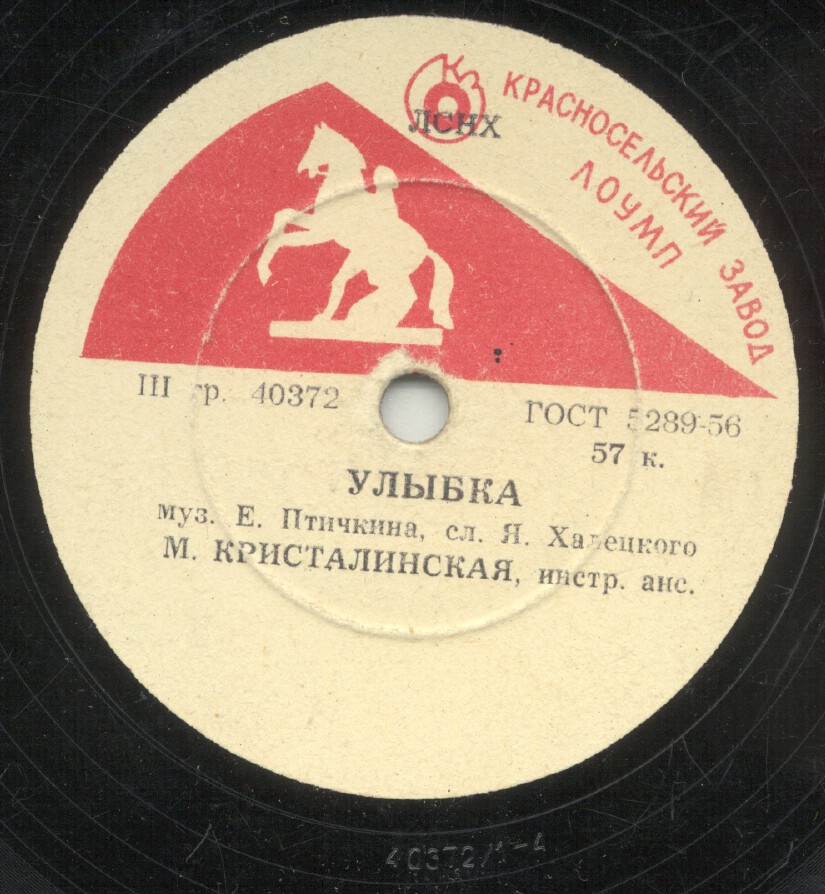 КЗ
ЛСНХ
КРАСНОСЕЛЬСКИЙ ЗАВОД
ЛОУМП
III гр. 40372
ГОСТ 5289-56
57 к.
УЛЫБКА
муз. Е. Птичкина, сл. Я. Халецкого
М. КРИСТАЛИНСКАЯ, инстр. анс.